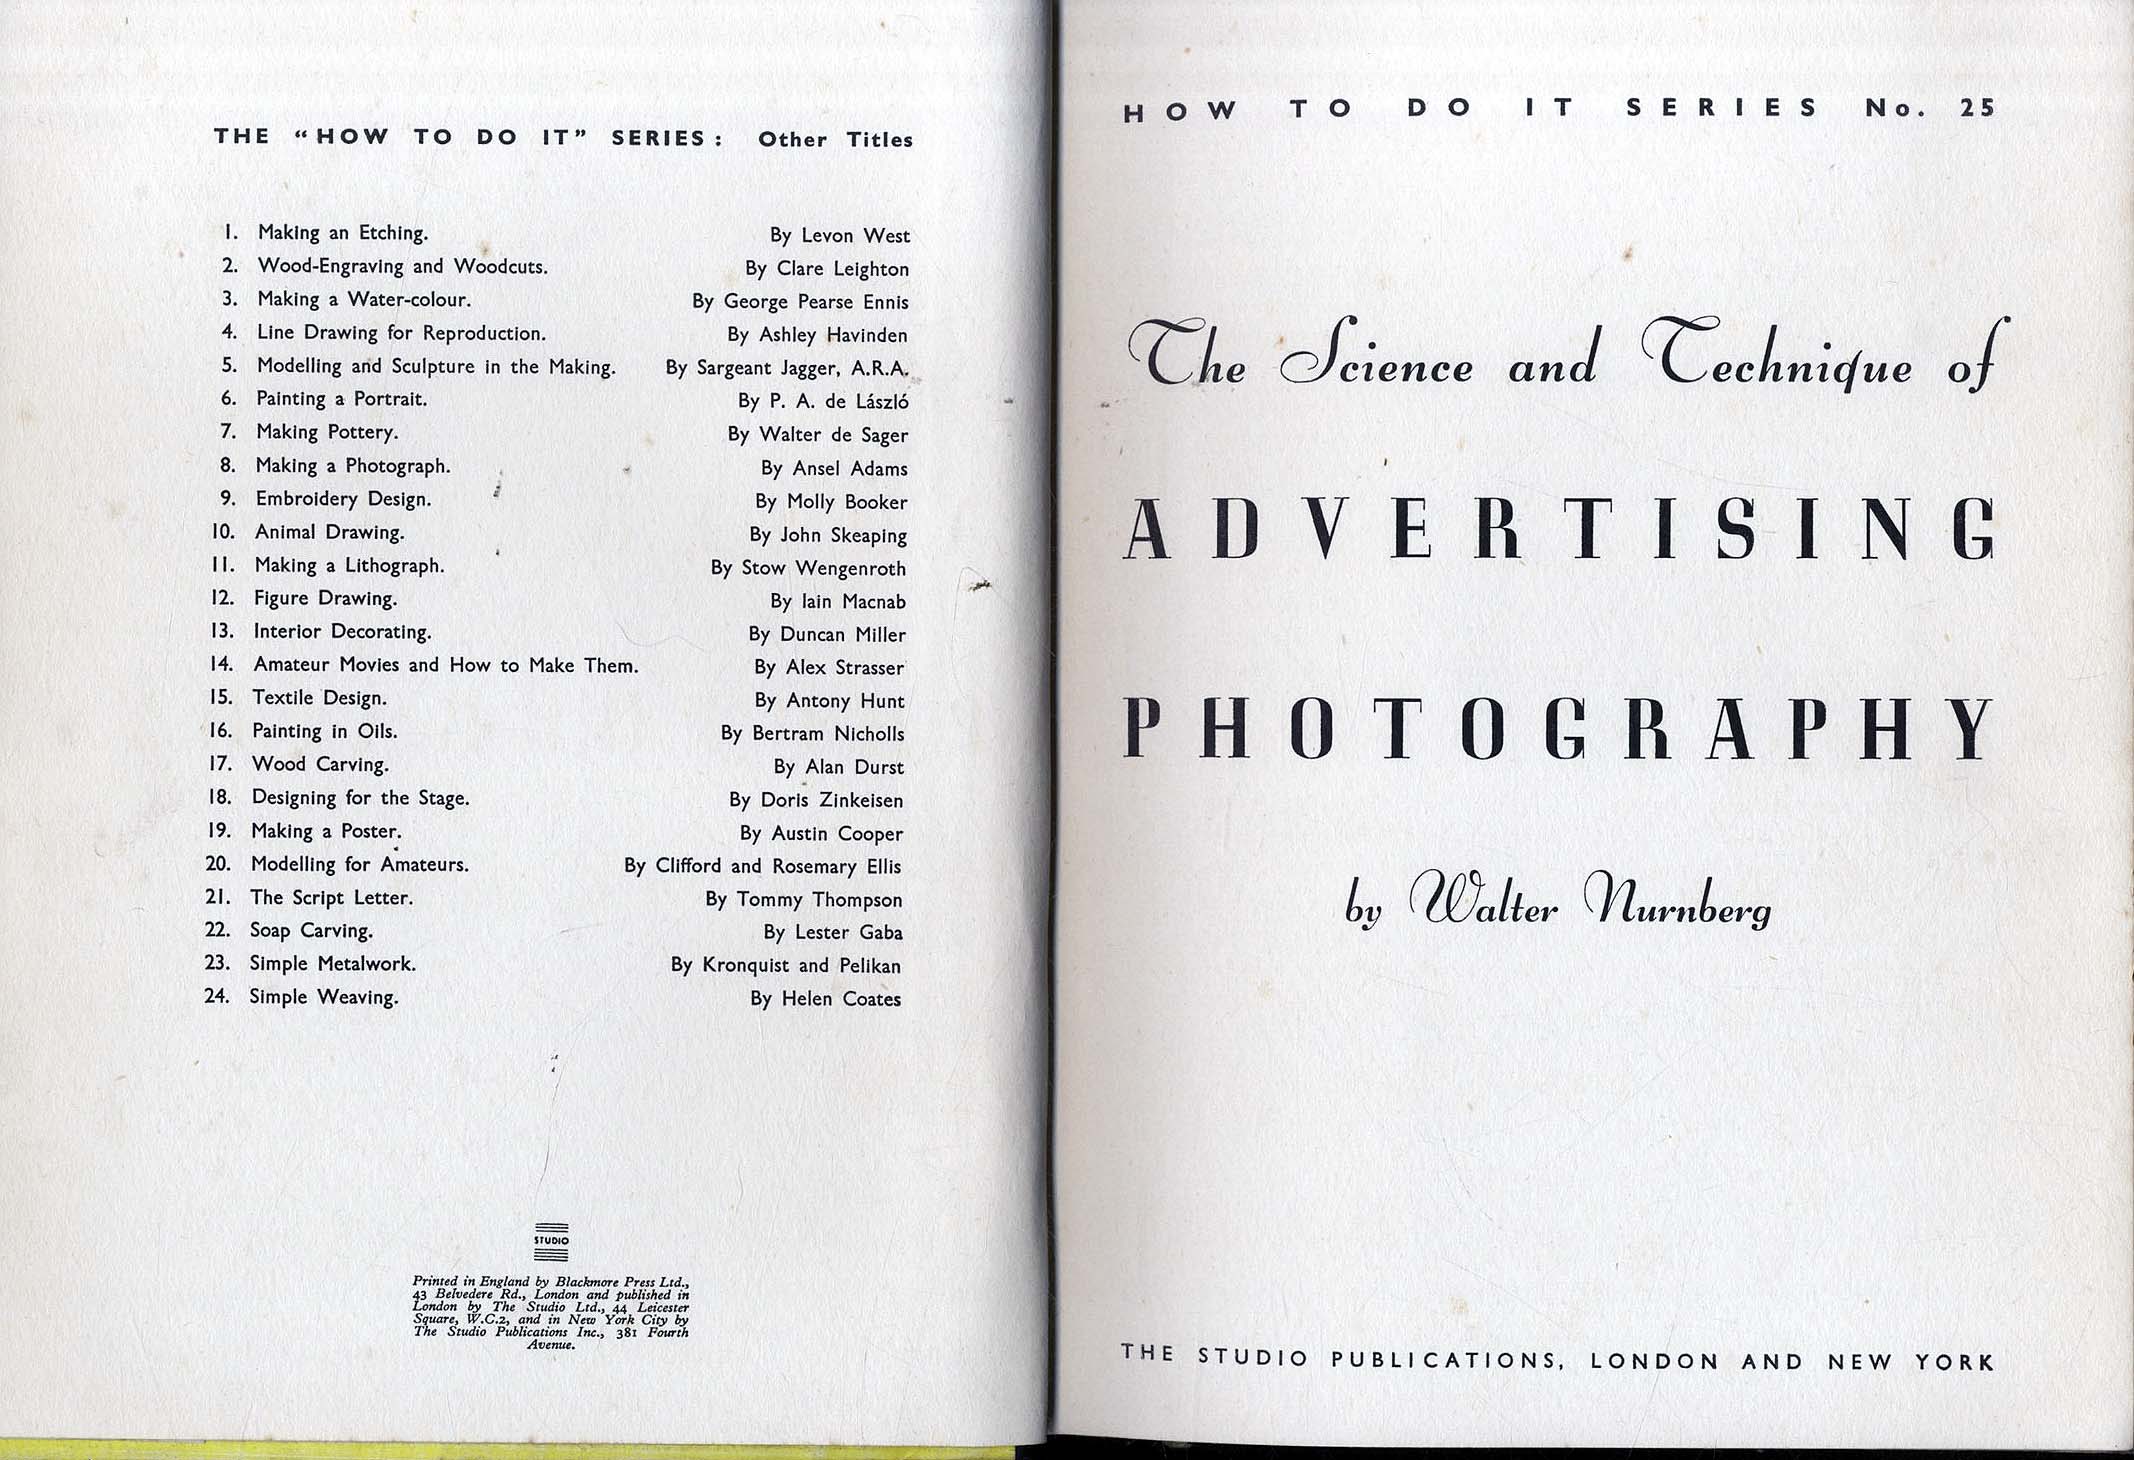 THE "HOW TO DO IT" SERIES : Other Titles
1. Making an Etching. By Levon West
2. Wood-Engraving and Woodcuts. By Clare Leighton
3. Making a Water-colour. By George Pearse Ennis
4. Line Drawing for Reproduction. By Ashley Havinden
5. Modelling and Sculpture in the Making. By Sargeant Jagger, A.R.A.
6. Painting a Portrait. By P. A. de László
7. Making Pottery. By Walter de Sager
8. Making a Photograph. By Ansel Adams
9. Embroidery Design. By Molly Booker
10. Animal Drawing. By John Skeaping
11. Making a Lithograph. By Stow Wengenroth
12. Figure Drawing. By Iain Macnab
13. Interior Decorating. By Duncan Miller
14. Amateur Movies and How to Make Them. By Alex Strasser
15. Textile Design. By Antony Hunt
16. Painting in Oils. By Bertram Nicholls
17. Wood Carving. By Alan Durst
18. Designing for the Stage. By Doris Zinkeisen
19. Making a Poster. By Austin Cooper
20. Modelling for Amateurs. By Clifford and Rosemary Ellis
21. The Script Letter. By Tommy Thompson
22. Soap Carving. By Lester Gaba
23. Simple Metalwork. By Kronquist and Pelikan
24. Simple Weaving. By Helen Coates
STUDIO
Printed in England by Blackmore Press Ltd.,
43 Belvedere Rd., London and published in
London by The Studio Ltd., 44 Leicester
Square, W.C.2, and in New York City by
The Studio Publications Inc., 381 Fourth
Avenue.
HOW TO DO IT SERIES No. 25
The Science and Technique of
ADVERTISING
PHOTOGRAPHY
by Walter Nurnberg
THE STUDIO PUBLICATIONS, LONDON AND NEW YORK